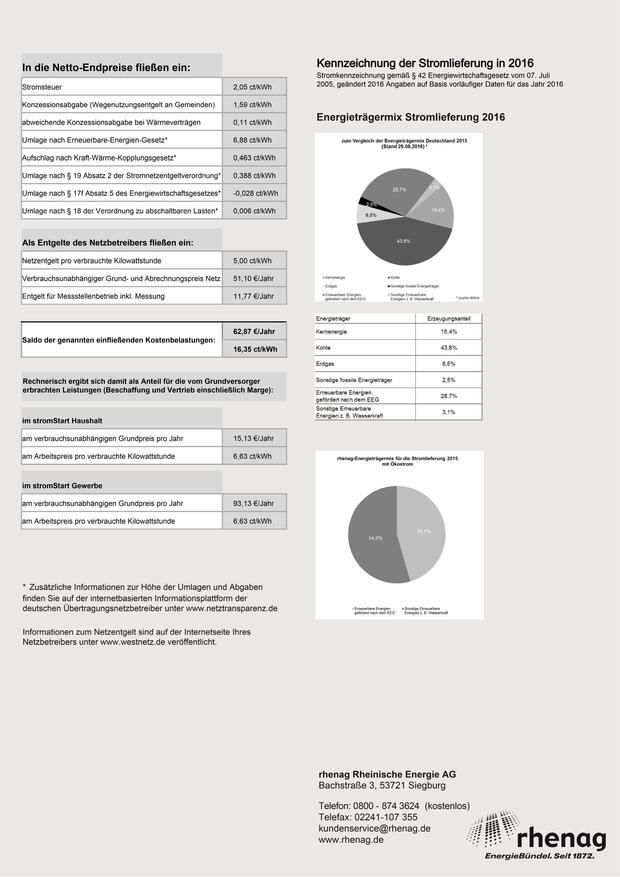 In die Netto-Endpreise fließen ein:
Stromsteuer 2,05 ct/kWh
Konzessionsabgabe (Wegenutzungsentgelt an Gemeinden) 1,59 ct/kWh
abweichende Konzessionsabgabe bei Wärmeverträgen 0,11 ct/kWh
Umlage nach Erneuerbare-Energien-Gesetz* 6,88 ct/kWh
Aufschlag nach Kraft-Wärme-Kopplungsgesetz* 0,463 ct/kWh
Umlage nach § 19 Absatz 2 der Stromnetzentgeltverordnung* 0,388 ct/kWh
Umlage nach § 17f Absatz 5 des Energiewirtschaftsgesetzes* -0,028 ct/kWh
Umlage nach § 18 der Verordnung zu abschaltbaren Lasten* 0,006 ct/kWh
Als Entgelte des Netzbetreibers fließen ein:
Netzentgelt pro verbrauchte Kilowattstunde 5,00 ct/kWh
Verbrauchsunabhängiger Grund- und Abrechnungspreis Netz 51,10 €/Jahr
Entgelt für Messstellenbetrieb inkl. Messung 11,77 €/Jahr
Saldo der genannten einfließenden Kostenbelastungen:
62,87 €/Jahr
16,35 ct/kWh
Rechnerisch ergibt sich damit als Anteil für die vom Grundversorger
erbrachten Leistungen (Beschaffung und Vertrieb einschließlich Marge):
im stromStart Haushalt
am verbrauchsunabhängigen Grundpreis pro Jahr 15,13 €/Jahr
am Arbeitspreis pro verbrauchte Kilowattstunde 6,63 ct/kWh
im stromStart Gewerbe
am verbrauchsunabhängigen Grundpreis pro Jahr 93,13 €/Jahr
am Arbeitspreis pro verbrauchte Kilowattstunde 6,63 ct/kWh
* Zusätzliche Informationen zur Höhe der Umlagen und Abgaben
finden Sie auf der internetbasierten Informationsplattform der
deutschen Übertragungsnetzbetreiber unter www.netztransparenz.de
Informationen zum Netzentgelt sind auf der Internetseite Ihres
Netzbetreibers unter www.westnetz.de veröffentlicht.
Kennzeichnung der Stromlieferung in 2016
Stromkennzeichnung gemäß § 42 Energiewirtschaftsgesetz vom 07. Juli
2005, geändert 2016 Angaben auf Basis vorläufiger Daten für das Jahr 2016
Energieträgermix Stromlieferung 2016
zum Vergleich der Energieträgermix Deutschland 2015
(Stand 29.08.2016) *
28,7%
3,1%
15,4%
43,8%
6,5%
2,5%
Kernenergie
Kohle
Erdgas
Sonstige fossile Energieträger
Erneuerbare Energien,
gefördert nach dem EEG
Sonstige Erneuerbare
Energien z. B. Wasserkraft
* Quelle: BDEW
Energieträger Erzeugungsanteil
Kernenergie 15,4%
Kohle 43,8%
Erdgas 6,5%
Sonstige fossile Energieträger 2,5%
Erneuerbare Energien,
gefördert nach dem EEG 28,7%
Sonstige Erneuerbare
Energien z. B. Wasserkraft 3,1%
rhenag-Energieträgermix für die Stromlieferung 2015
mit Ökostrom
54,5%
45,5%
Erneuerbare Energien,
gefördert nach dem EEG
Sonstige Erneuerbare
Energien z. B. Wasserkraft
rhenag Rheinische Energie AG
Bachstraße 3, 53721 Siegburg
Telefon: 0800 - 874 3624 (kostenlos)
Telefax: 02241-107 355
kundenservice@rhenag.de
www.rhenag.de
rhenag
EnergieBündel. Seit 1872.